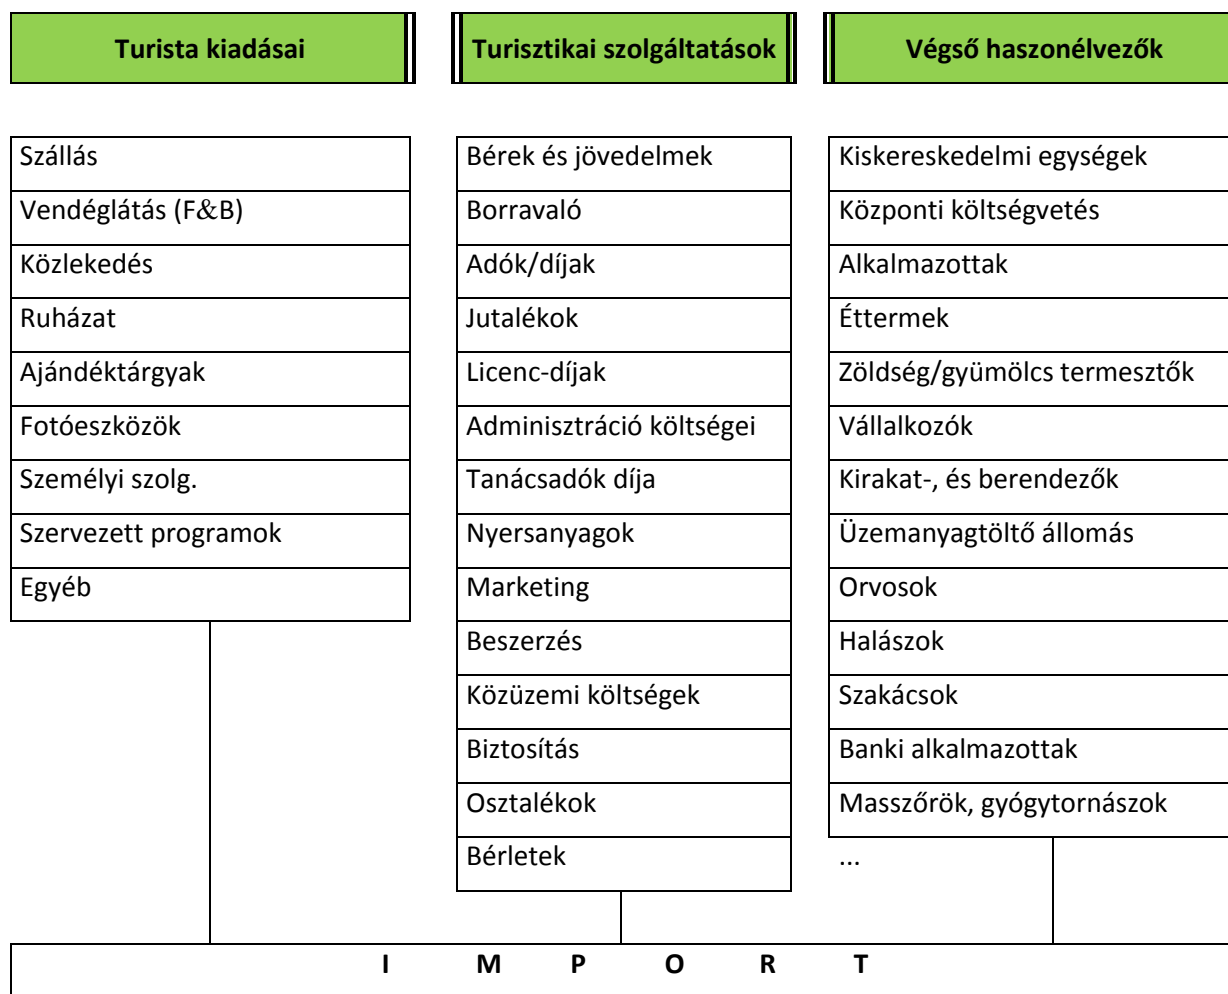 Turista kiadásai
Turisztikai szolgáltatások
Végső haszonélvezők
Szállás
Vendéglátás (F&B)
Közlekedés
Ruházat
Ajándéktárgyak
Fotóeszközök
Személyi szolg.
Szervezett programok
Egyéb
Bérek és jövedelmek
Borravaló
Adók/díjak
Jutalékok
Licenc-díjak
Adminisztráció költségei
Tanácsadók díja
Nyersanyagok
Marketing
Beszerzés
Közüzemi költségek
Biztosítás
Osztalékok
Bérletek
Kiskereskedelmi egységek
Központi költségvetés
Alkalmazottak
Éttermek
Zöldség/gyümölcs termesztők
Vállalkozók
Kirakat-, és berendezők
Üzemanyagtöltő állomás
Orvosok
Halászok
Szakácsok
Banki alkalmazottak
Masszőrök, gyógytornászok
...
I M P O R T